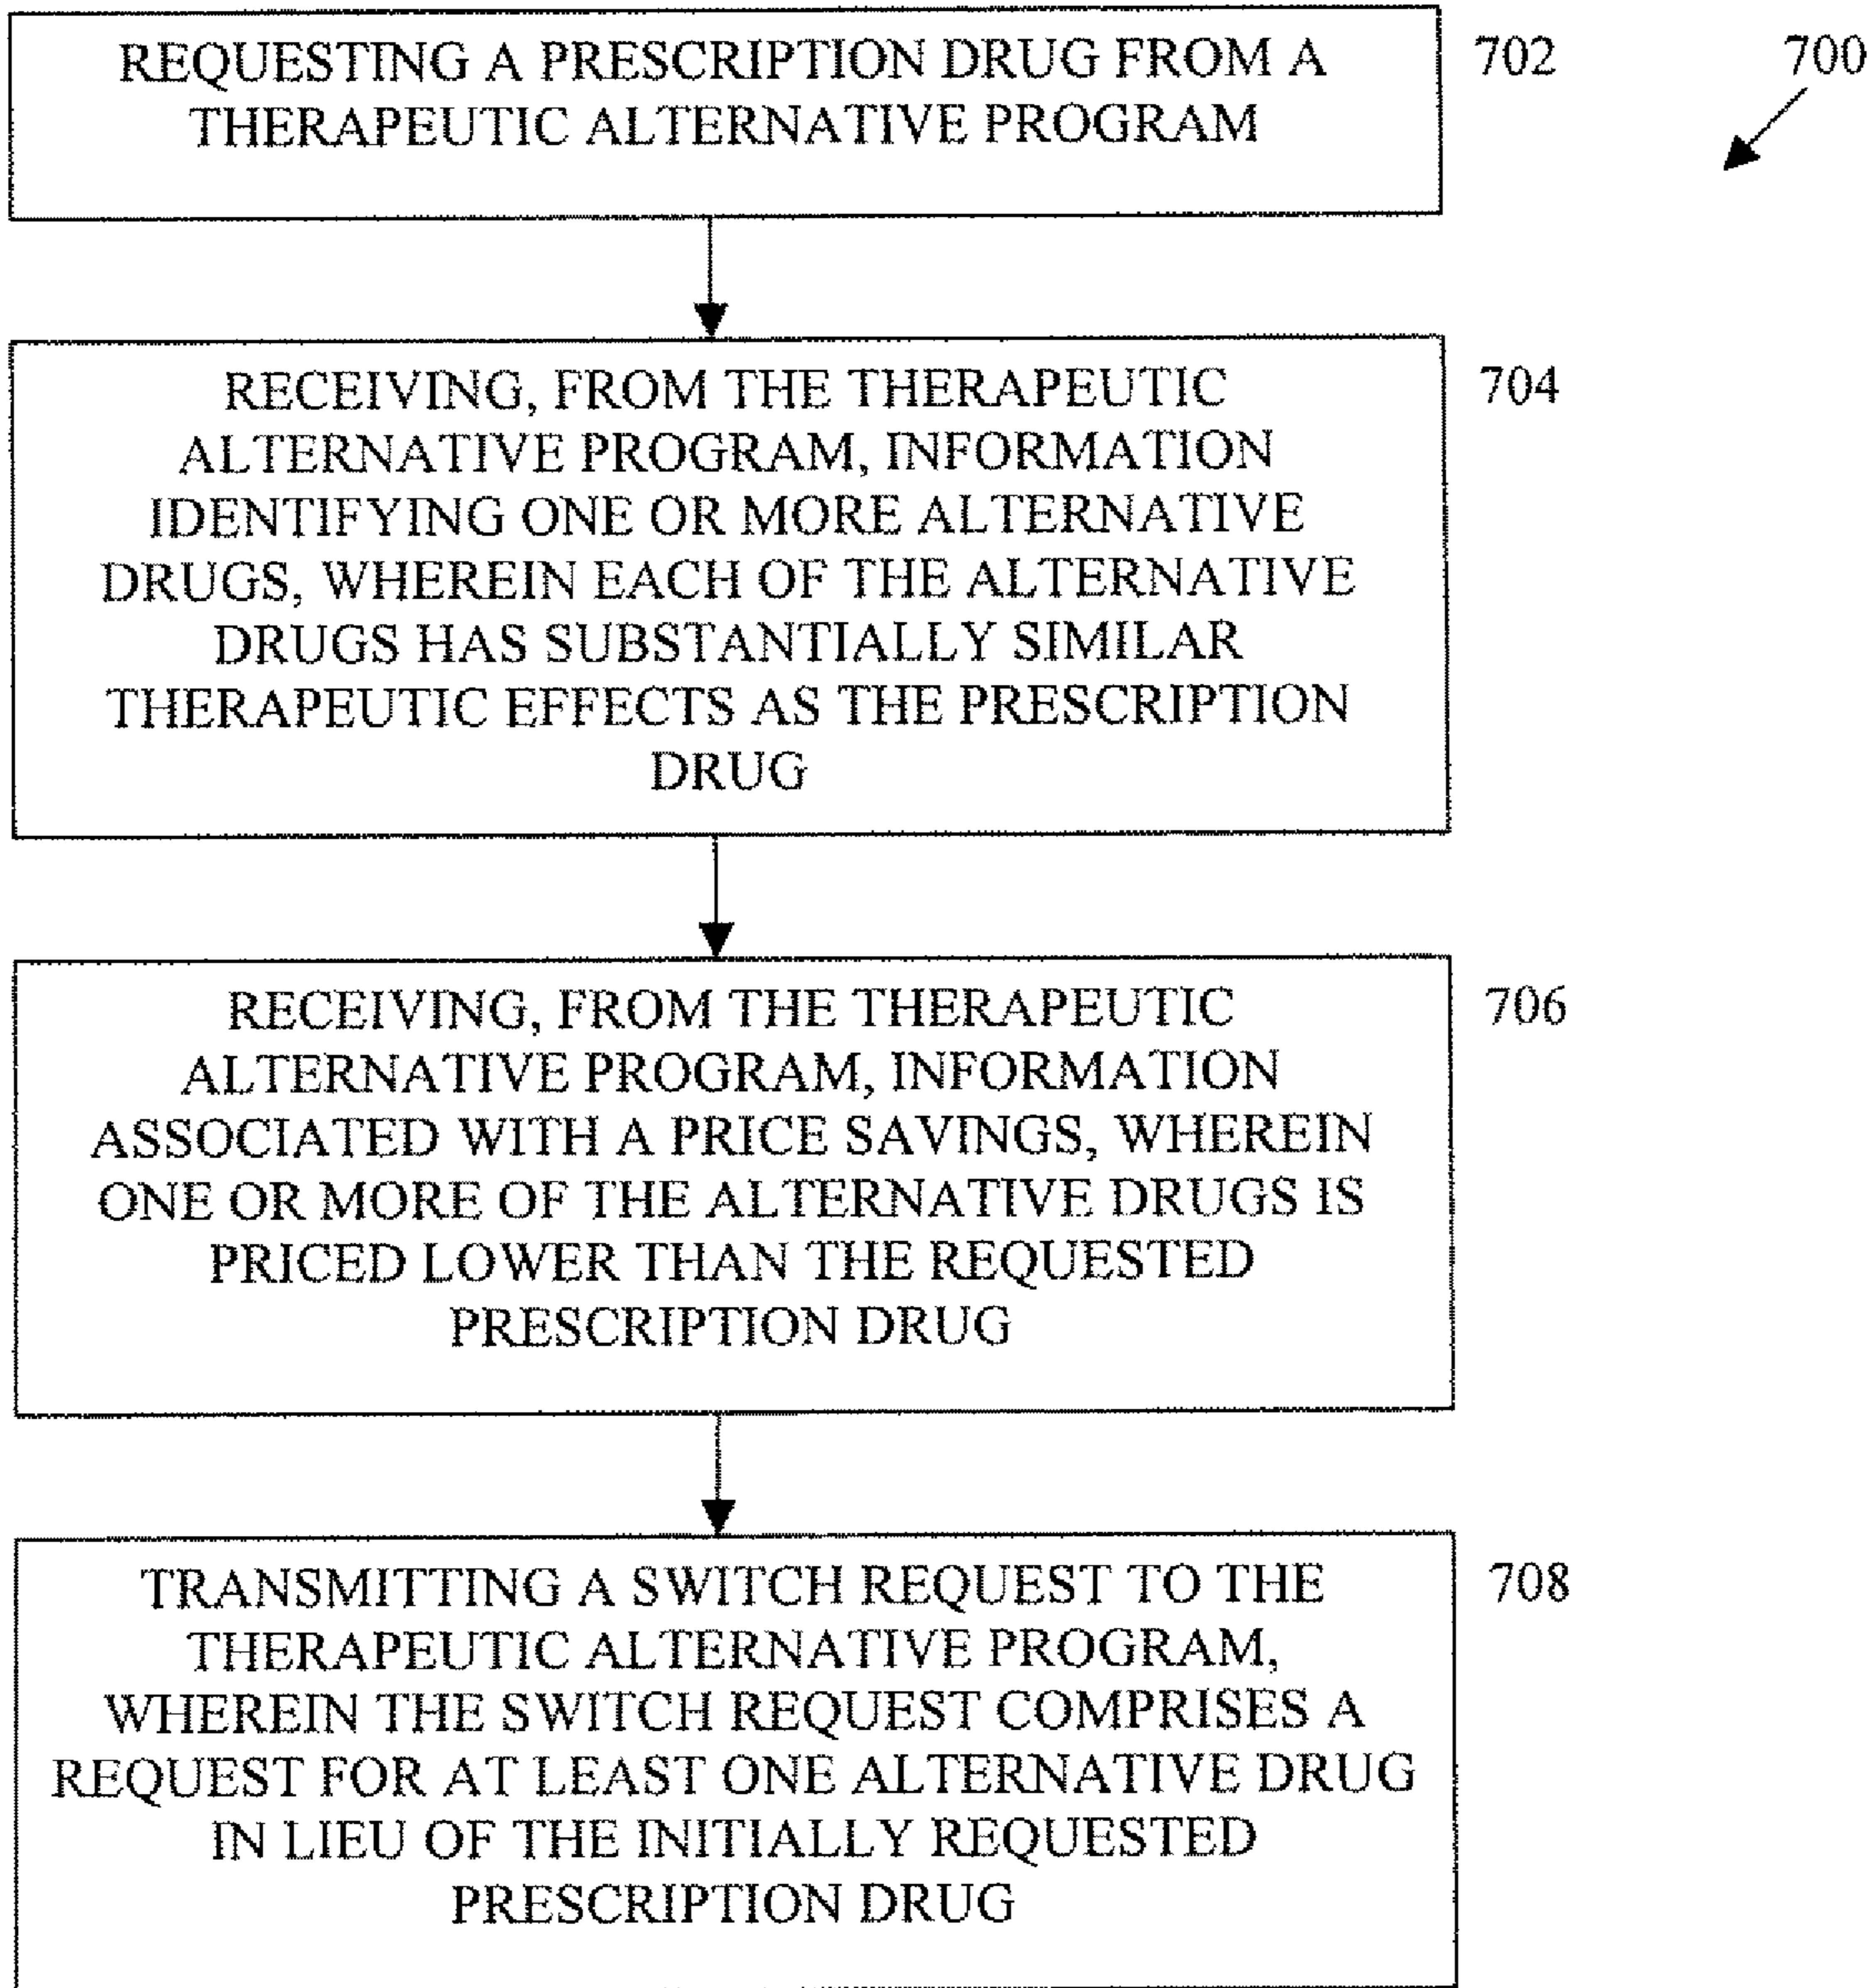 REQUESTING A PRESCRIPTION DRUG FROM A
THERAPEUTIC ALTERNATIVE PROGRAM
702
700
RECEIVING, FROM THE THERAPEUTIC
ALTERNATIVE PROGRAM, INFORMATION
IDENTIFYING ONE OR MORE ALTERNATIVE
DRUGS, WHEREIN EACH OF THE ALTERNATIVE
DRUGS HAS SUBSTANTIALLY SIMILAR
THERAPEUTIC EFFECTS AS THE PRESCRIPTION
DRUG
704
RECEIVING, FROM THE THERAPEUTIC
ALTERNATIVE PROGRAM, INFORMATION
ASSOCIATED WITH A PRICE SAVINGS, WHEREIN
ONE OR MORE OF THE ALTERNATIVE DRUGS IS
PRICED LOWER THAN THE REQUESTED
PRESCRIPTION DRUG
706
TRANSMITTING A SWITCH REQUEST TO THE
THERAPEUTIC ALTERNATIVE PROGRAM,
WHEREIN THE SWITCH REQUEST COMPRISES A
REQUEST FOR AT LEAST ONE ALTERNATIVE DRUG
IN LIEU OF THE INITIALLY REQUESTED
PRESCRIPTION DRUG
708